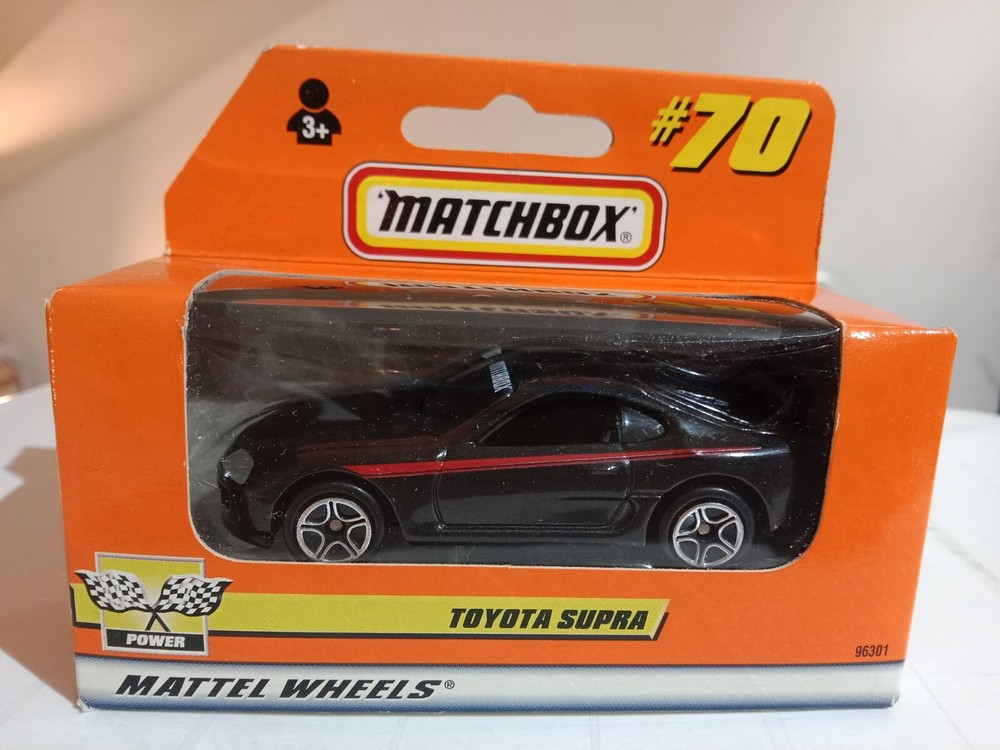 3+
#70
'MATCHBOX'®
TOYOTA SUPRA
POWER
96301
MATTEL WHEELS®